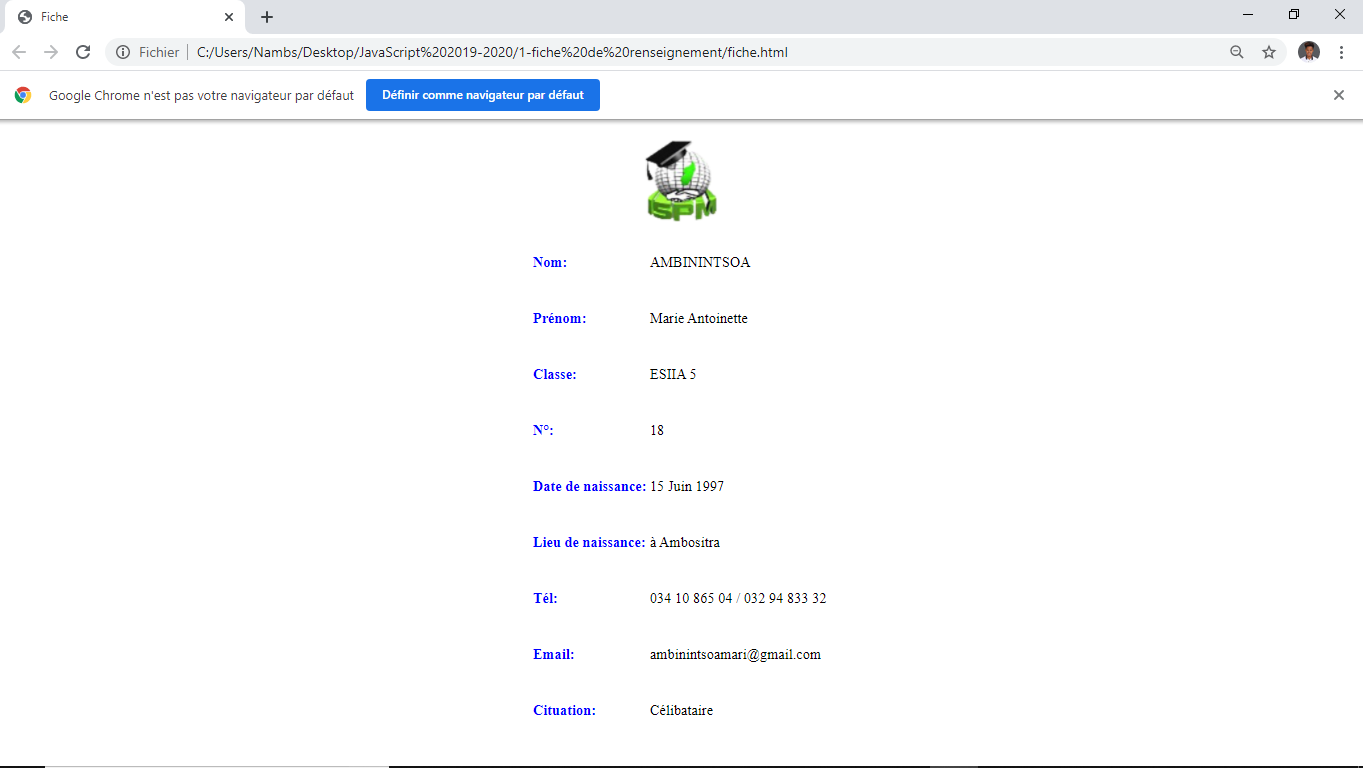 Fiche
Fichier C:/Users/Nambs/Desktop/JavaScript%202019-2020/1-fiche%20de%20renseignement/fiche.html
Google Chrome n'est pas votre navigateur par défaut Définir comme navigateur par défaut
ISPM
Nom: AMBININTSOA
Prénom: Marie Antoinette
Classe: ESIIA 5
N°: 18
Date de naissance: 15 Juin 1997
Lieu de naissance: à Ambositra
Tél: 034 10 865 04 / 032 94 833 32
Email: ambinintsoamari@gmail.com
Cituation: Célibataire